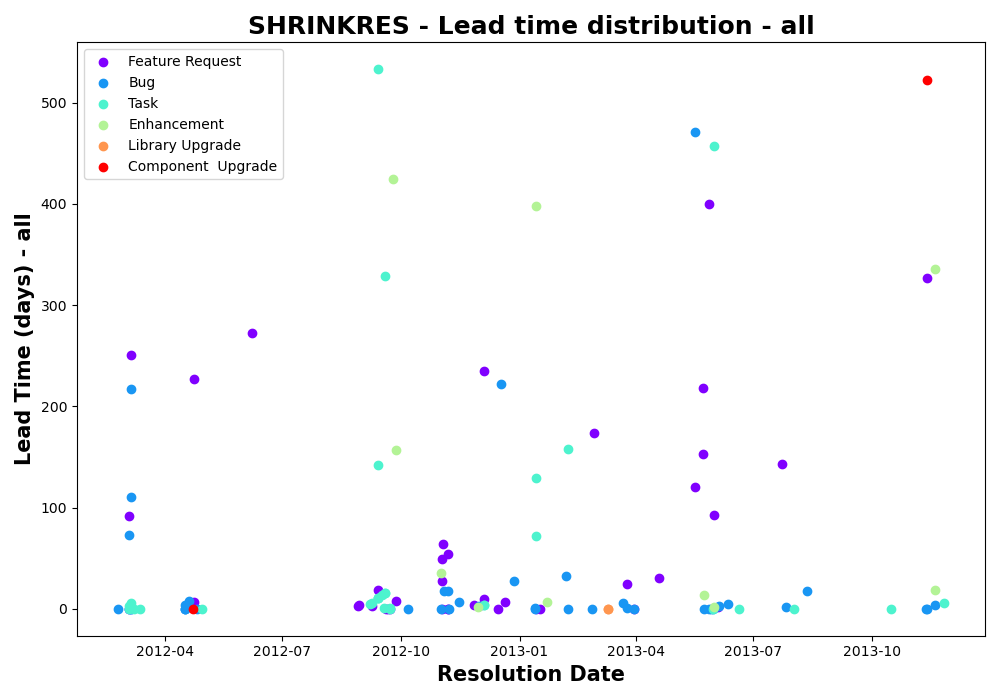 SHRINKRES - Lead time distribution - all
Feature Request
Bug
Task
Enhancement
Library Upgrade
Component  Upgrade
Lead Time (days) - all
500
400
300
200
100
0
2012-04 2012-07 2012-10 2013-01 2013-04 2013-07 2013-10
Resolution Date